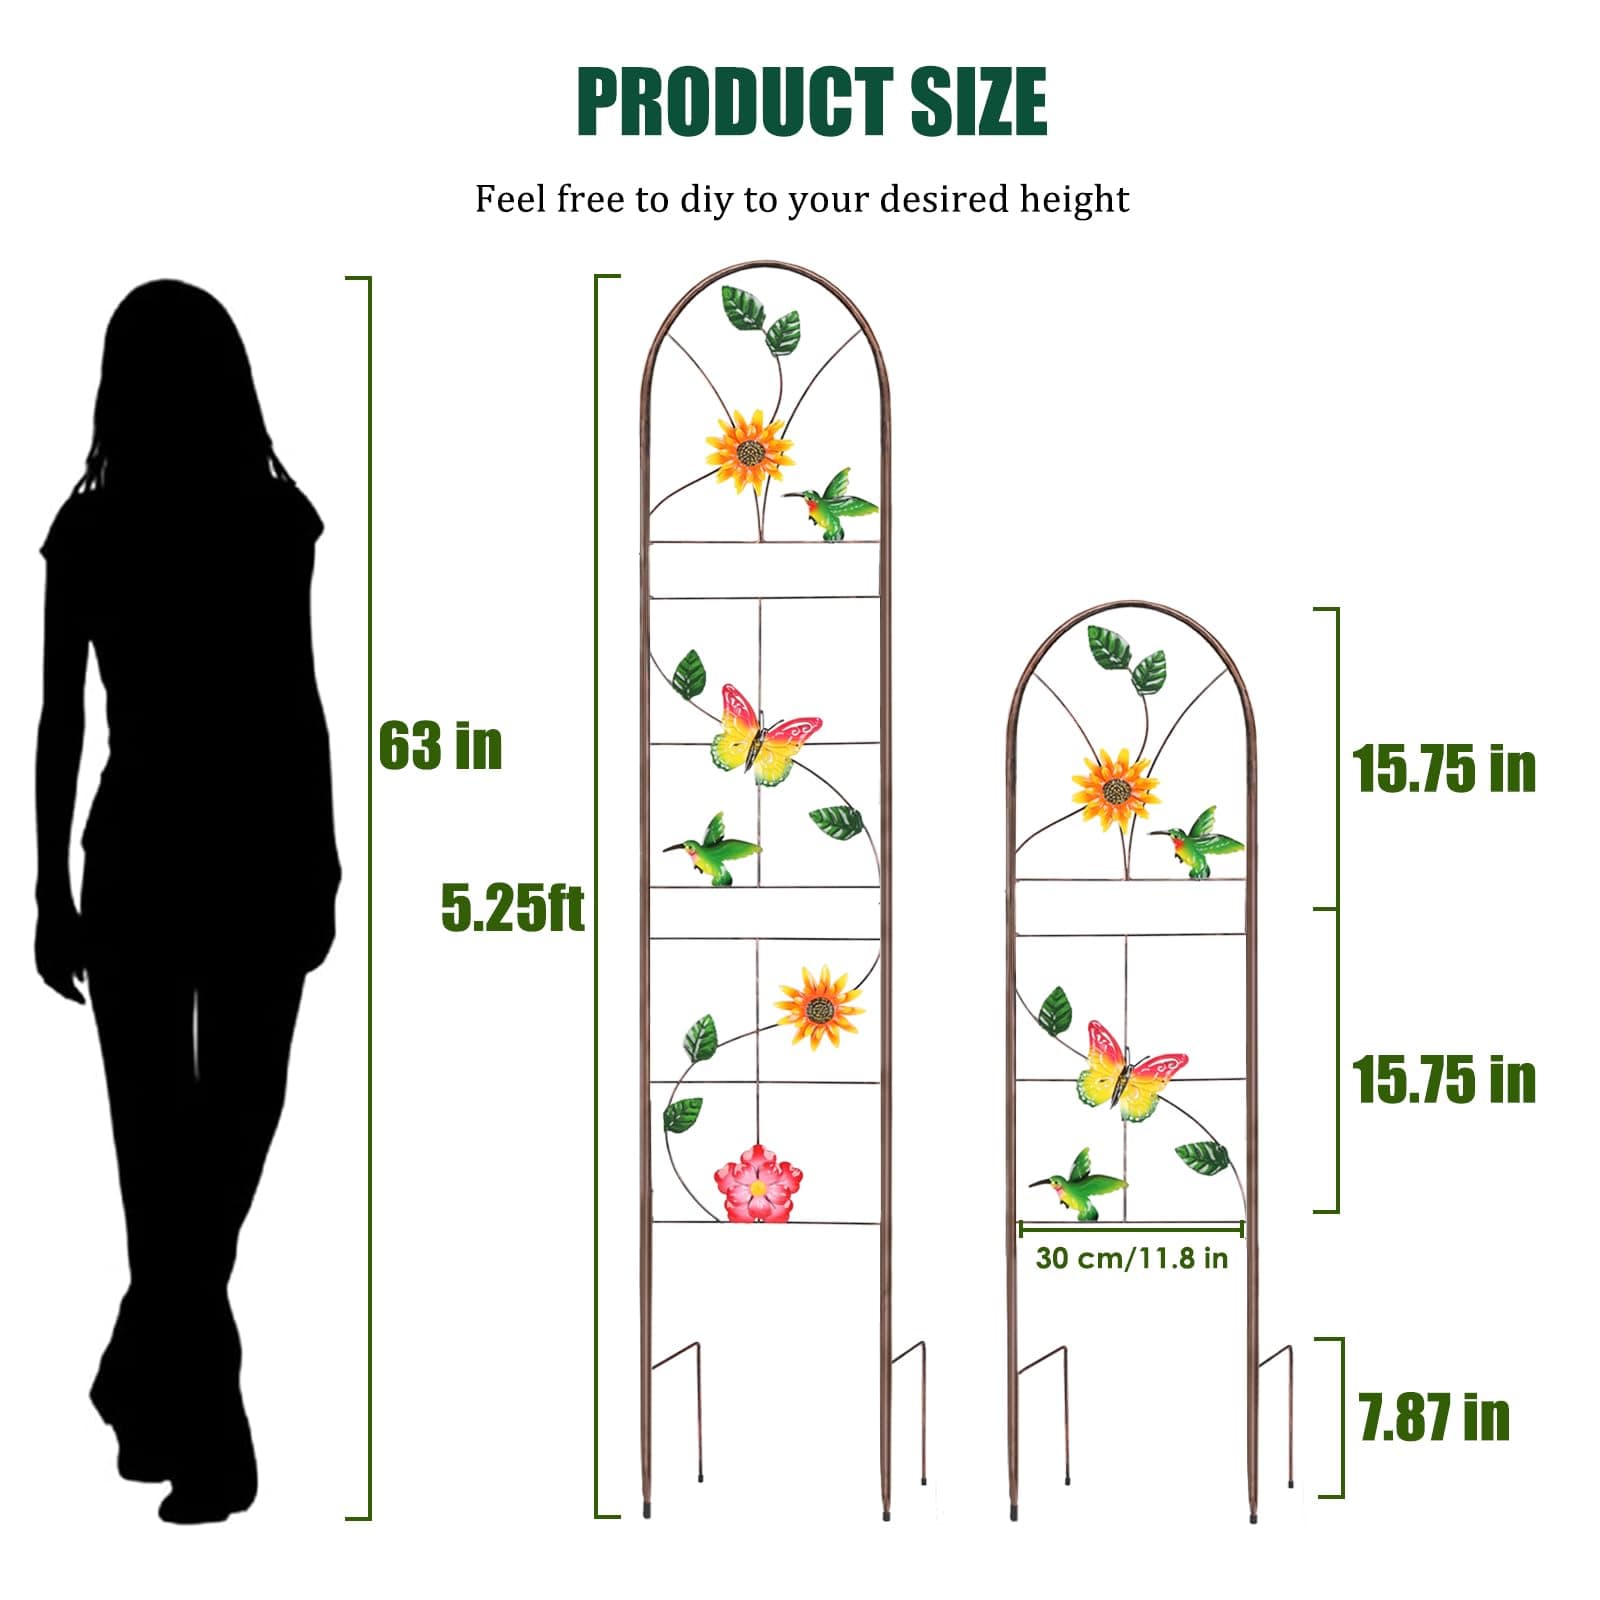 PRODUCT SIZE
Feel free to diy to your desired height
63 in
5.25ft
15.75 in
15.75 in
30 cm/11.8 in
7.87 in